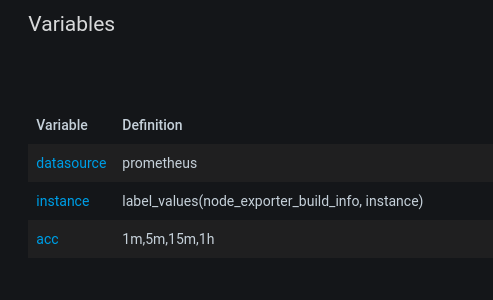 Variables
Variable Definition
datasource prometheus
instance label_values(node_exporter_build_info, instance)
acc 1m,5m,15m,1h